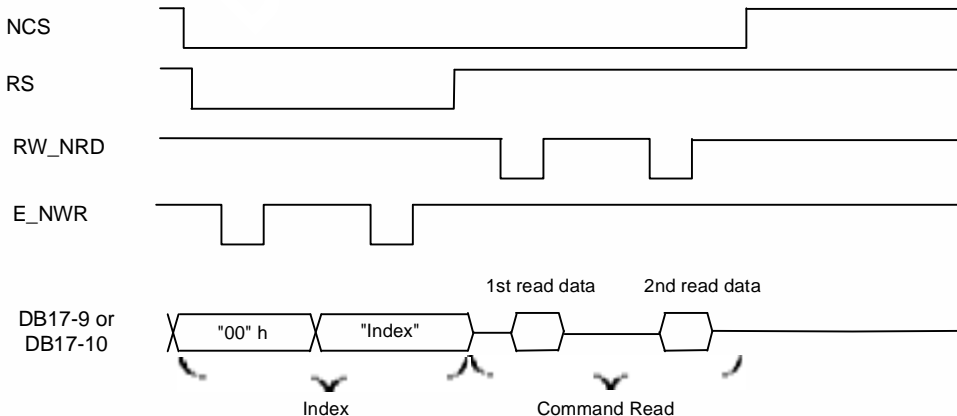 NCS
RS
RW_NRD
E_NWR
1st read data
2nd read data
DB17-9 or
DB17-10
"00" h
"Index"
Index
Command Read